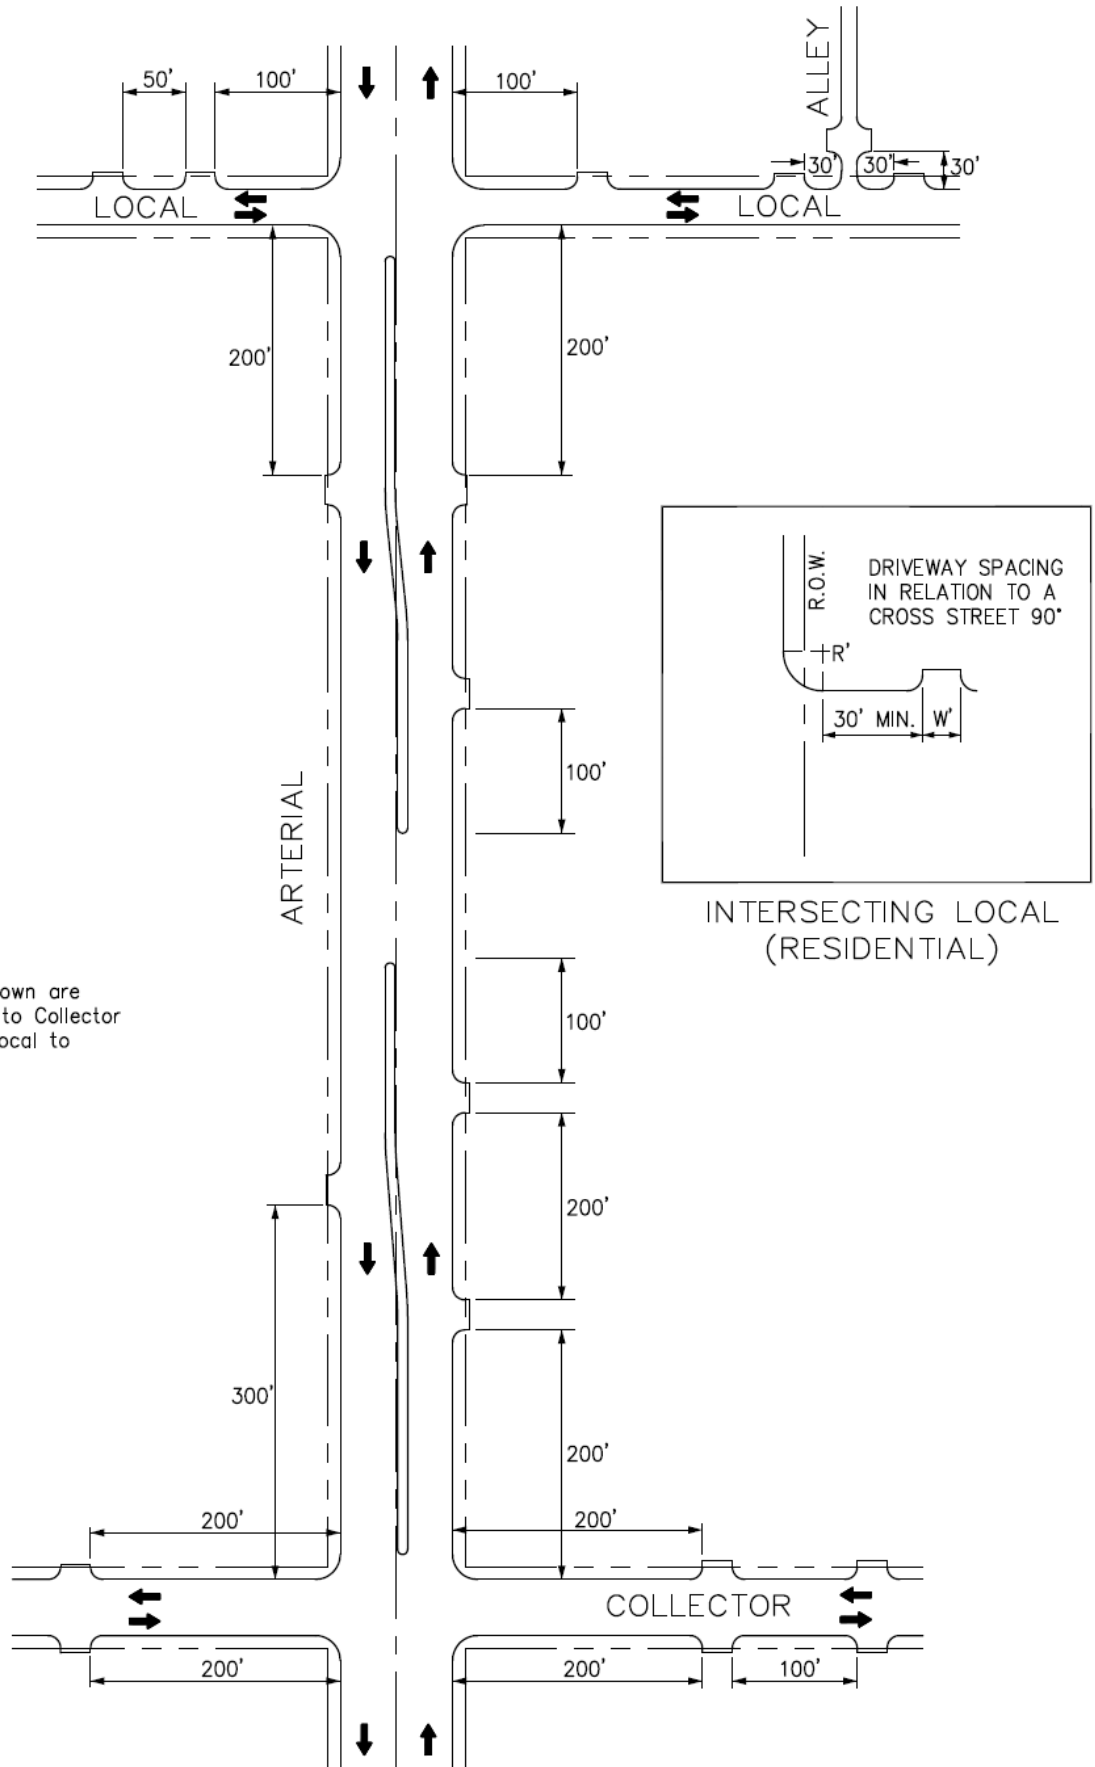 ALLEY
50'
100'
100'
30'
30'
30'
LOCAL
LOCAL
200'
200'
R.O.W.
DRIVEWAY SPACING
IN RELATION TO A
CROSS STREET 90°
R'
30' MIN.
W'
100'
ARTERIAL
INTERSECTING LOCAL
(RESIDENTIAL)
own are
to Collector
ocal to
100'
200'
300'
200'
200'
200'
COLLECTOR
200'
200'
100'